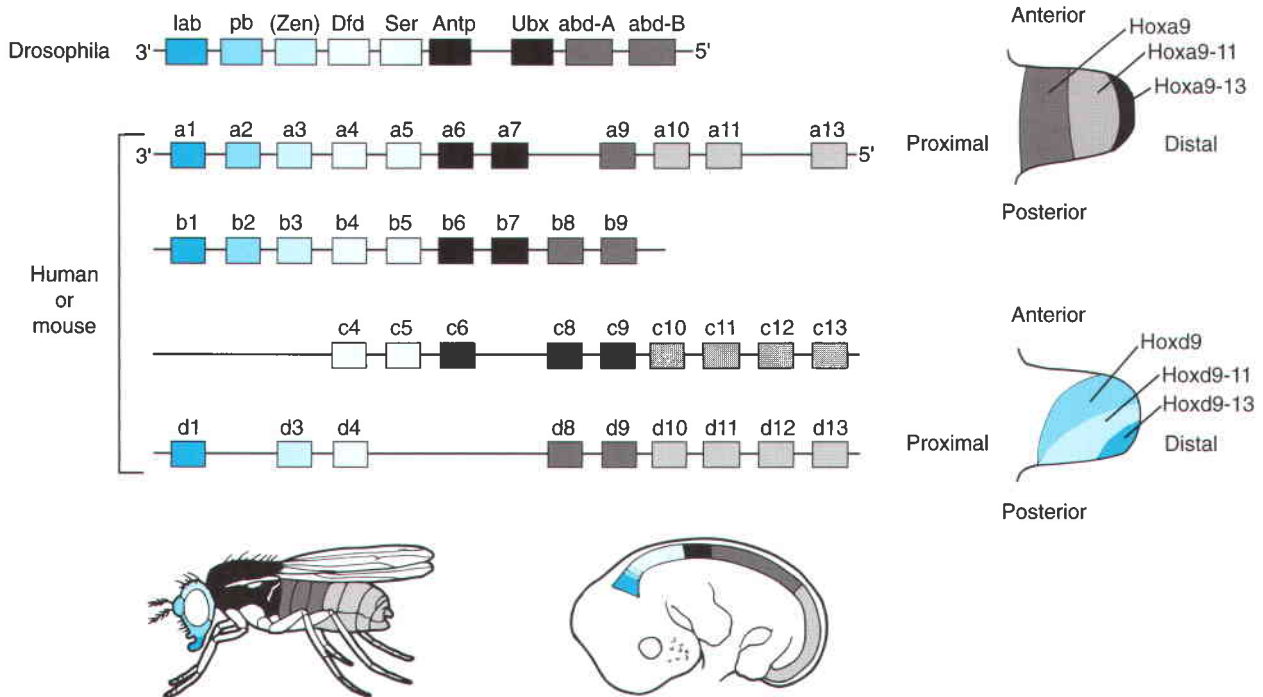 lab pb (Zen) Dfd Ser Antp Ubx abd-A abd-B
Drosophila 3' 5'
a1 a2 a3 a4 a5 a6 a7 a9 a10 a11 a13
3' 5'
b1 b2 b3 b4 b5 b6 b7 b8 b9
Human
or
mouse
c4 c5 c6 c8 c9 c10 c11 c12 c13
d1 d3 d4 d8 d9 d10 d11 d12 d13
Anterior
Hoxa9
Hoxa9-11
Hoxa9-13
Proximal Distal
Posterior
Anterior
Hoxd9
Hoxd9-11
Hoxd9-13
Proximal Distal
Posterior